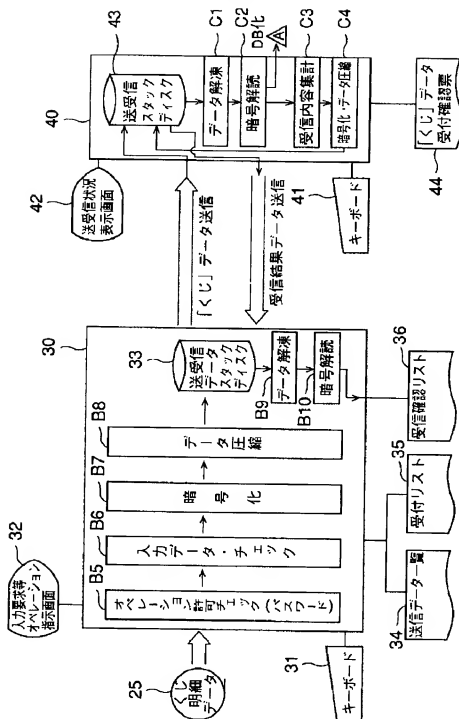 32
入力要求等
オペレーション
指示画面
30
25
くじ
明細
データ
B5
オペレーション許可チェック(パスワード)
B6
入力データ・チェック
B7
暗号化
B8
データ圧縮
33
送受信
データ
スタック
ディスク
B9
データ解凍
B10
暗号解読
31
キーボード
34
送信データ一覧
35
受付リスト
36
受信確認リスト
「くじ」データ送信
受信結果データ送信
42
送受信状況
表示画面
40
43
送受信
スタック
ディスク
C1
データ解凍
C2
暗号解読
DB化
A
C3
受信内容集計
C4
暗号化・データ圧縮
41
キーボード
44
「くじ」データ
受付確認票